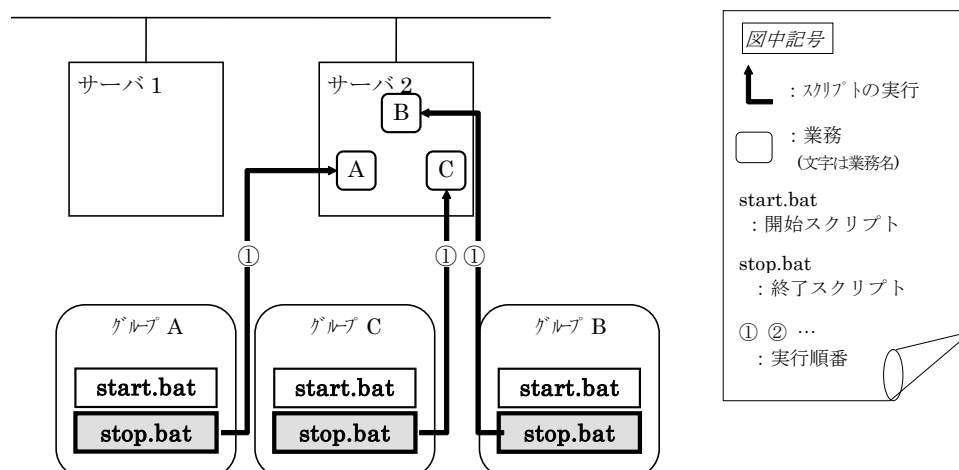 サーバ 1
サーバ 2
B
A
C
① ① ①
グループ A
グループ C
グループ B
start.bat
start.bat
start.bat
stop.bat
stop.bat
stop.bat
図中記号
：スクリプトの実行
：業務
(文字は業務名)
start.bat
：開始スクリプト
stop.bat
：終了スクリプト
① ② …
：実行順番